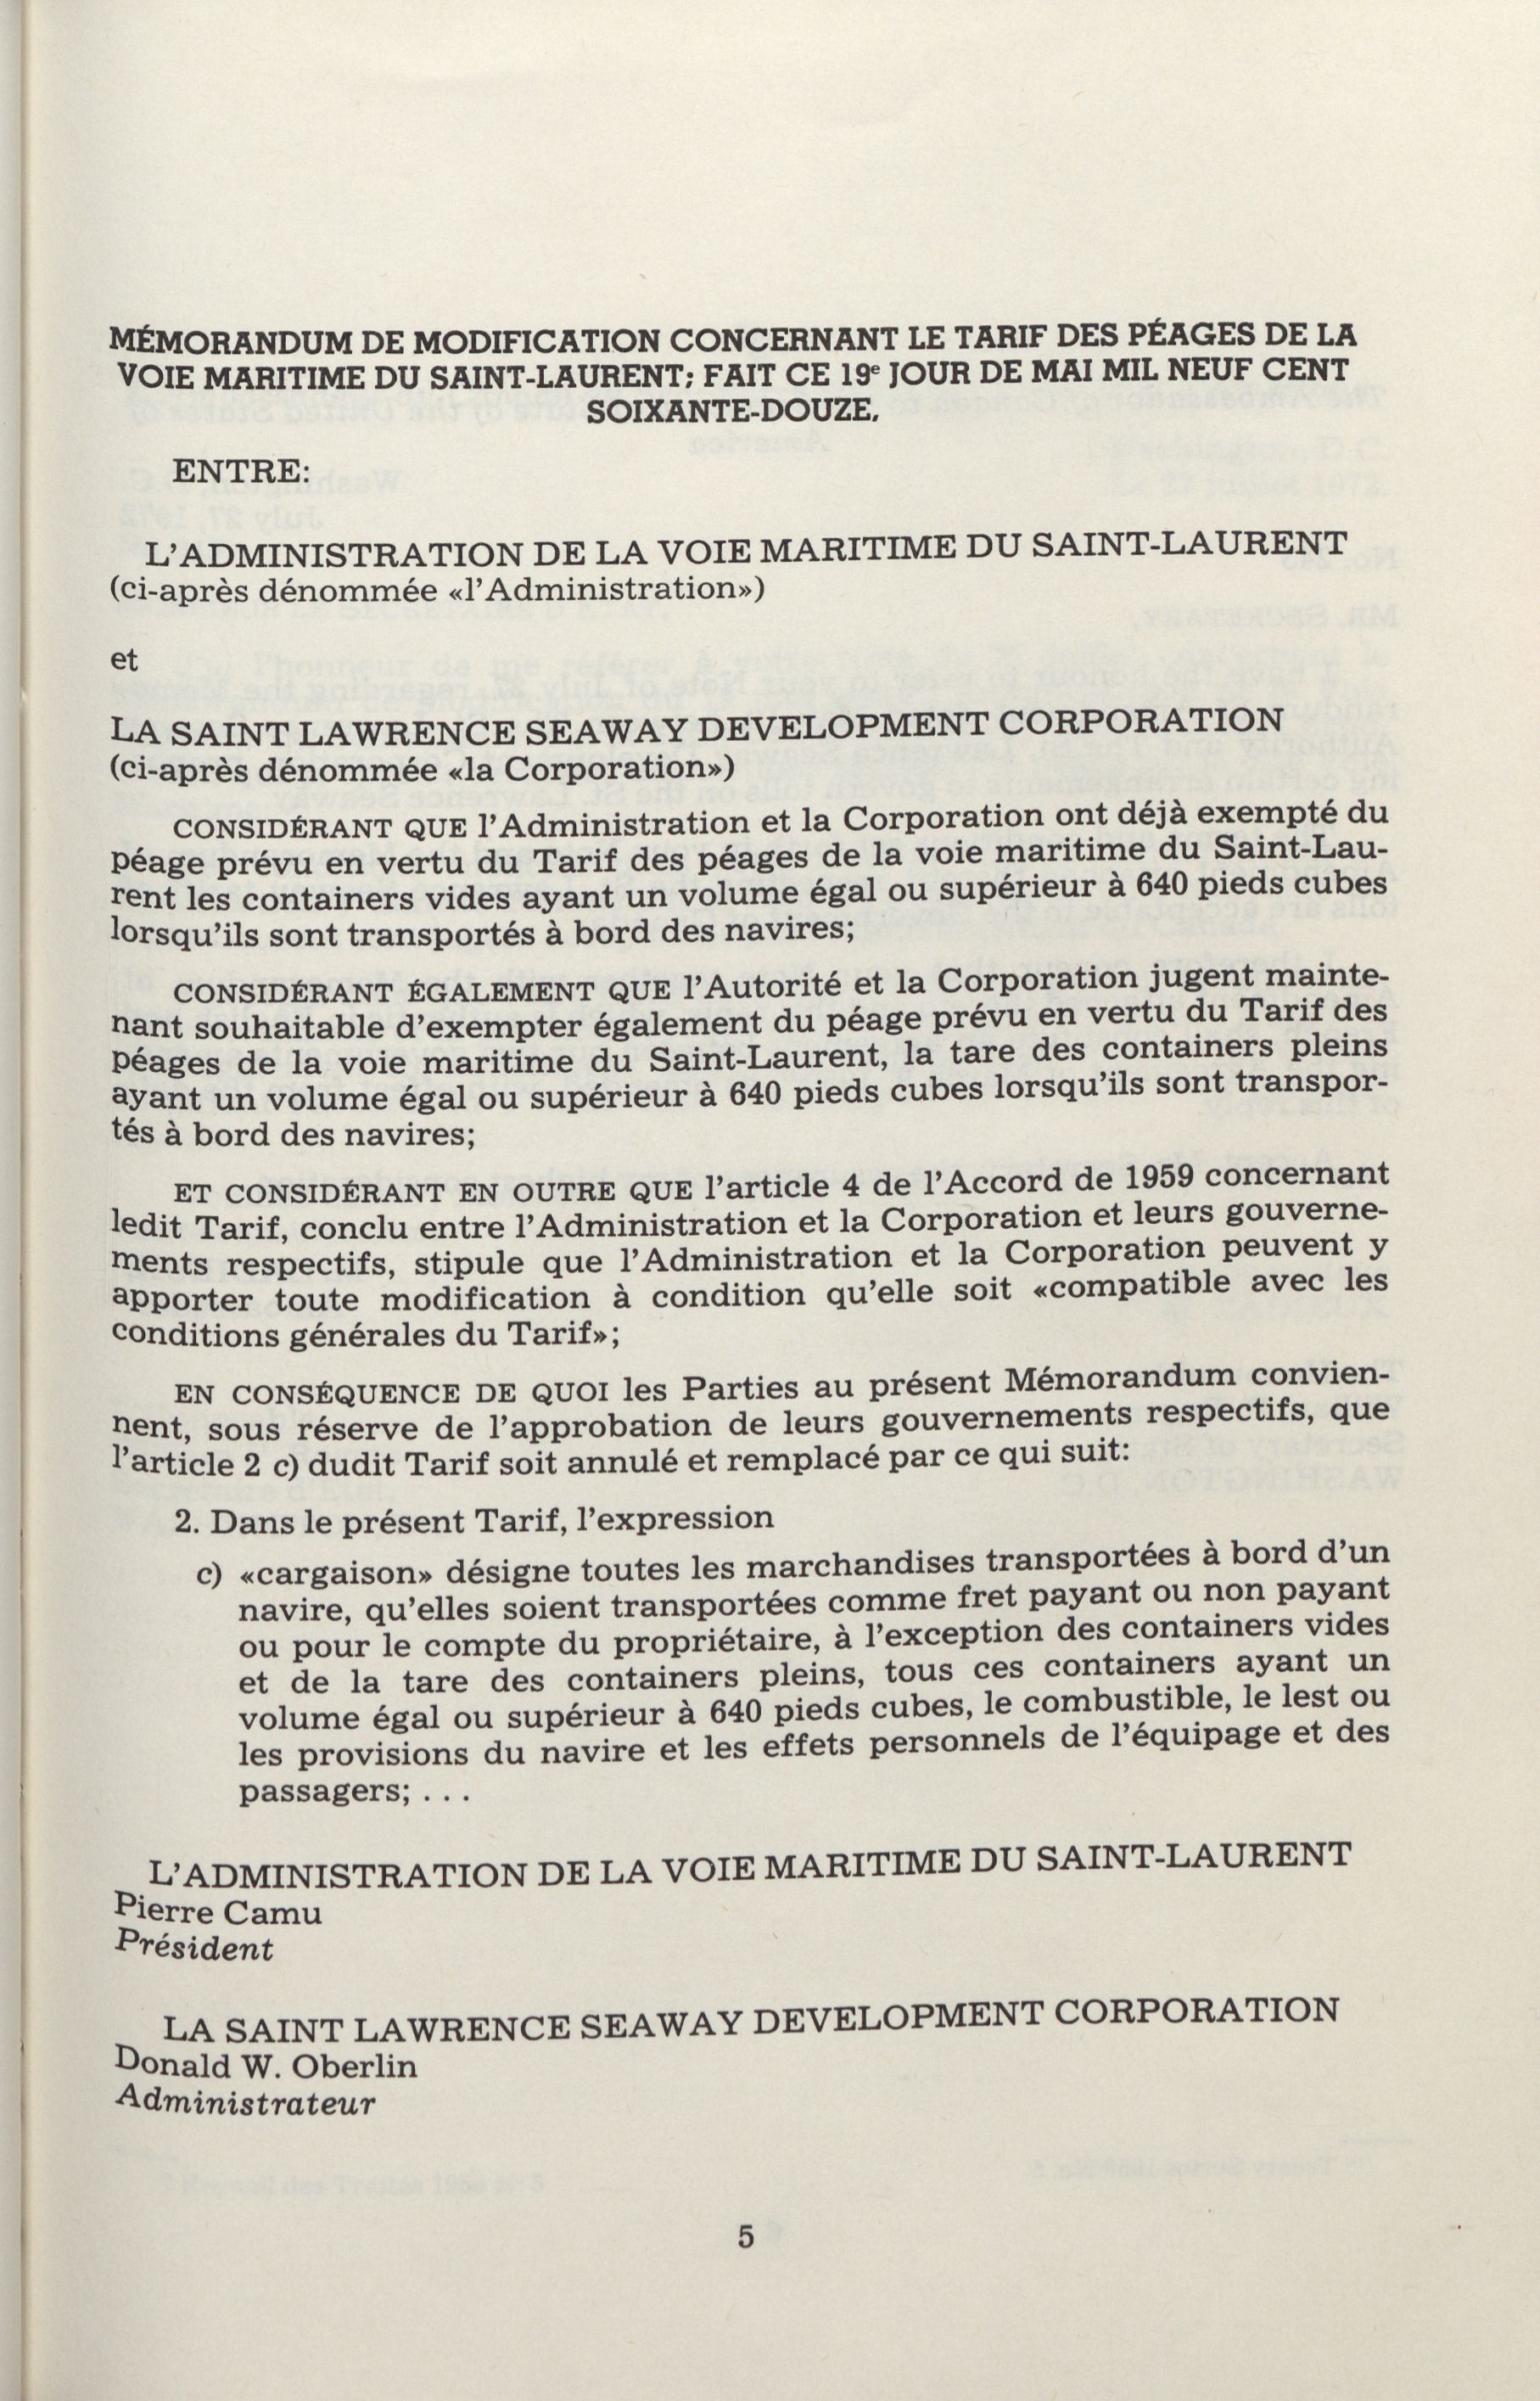 MÉMORANDUM DE MODIFICATION CONCERNANT LE TARIF DES PÉAGES DE LA
VOIE MARITIME DU SAINT-LAURENT; FAIT CE 19e JOUR DE MAI MIL NEUF CENT
SOIXANTE-DOUZE.
ENTRE:
L'ADMINISTRATION DE LA VOIE MARITIME DU SAINT-LAURENT
(ci-après dénommée «l'Administration»)
et
LA SAINT LAWRENCE SEAWAY DEVELOPMENT CORPORATION
(ci-après dénommée «la Corporation»)
CONSIDÉRANT QUE l'Administration et la Corporation ont déjà exempté du
péage prévu en vertu du Tarif des péages de la voie maritime du Saint-Lau-
rent les containers vides ayant un volume égal ou supérieur à 640 pieds cubes
lorsqu'ils sont transportés à bord des navires;
CONSIDÉRANT ÉGALEMENT QUE l'Autorité et la Corporation jugent mainte-
nant souhaitable d'exempter également du péage prévu en vertu du Tarif des
péages de la voie maritime du Saint-Laurent, la tare des containers pleins
ayant un volume égal ou supérieur à 640 pieds cubes lorsqu'ils sont transpor-
tés à bord des navires;
ET CONSIDÉRANT EN OUTRE QUE l'article 4 de l'Accord de 1959 concernant
ledit Tarif, conclu entre l'Administration et la Corporation et leurs gouverne-
ments respectifs, stipule que l'Administration et la Corporation peuvent y
apporter toute modification à condition qu'elle soit «compatible avec les
conditions générales du Tarif»;
EN CONSÉQUENCE DE QUOI les Parties au présent Mémorandum convien-
nent, sous réserve de l'approbation de leurs gouvernements respectifs, que
l'article 2 c) dudit Tarif soit annulé et remplacé par ce qui suit:
2. Dans le présent Tarif, l'expression
c) «cargaison» désigne toutes les marchandises transportées à bord d'un
navire, qu'elles soient transportées comme fret payant ou non payant
ou pour le compte du propriétaire, à l'exception des containers vides
et de la tare des containers pleins, tous ces containers ayant un
volume égal ou supérieur à 640 pieds cubes, le combustible, le lest ou
les provisions du navire et les effets personnels de l'équipage et des
passagers; . . .
L'ADMINISTRATION DE LA VOIE MARITIME DU SAINT-LAURENT
Pierre Camu
Président
LA SAINT LAWRENCE SEAWAY DEVELOPMENT CORPORATION
Donald W. Oberlin
Administrateur
5